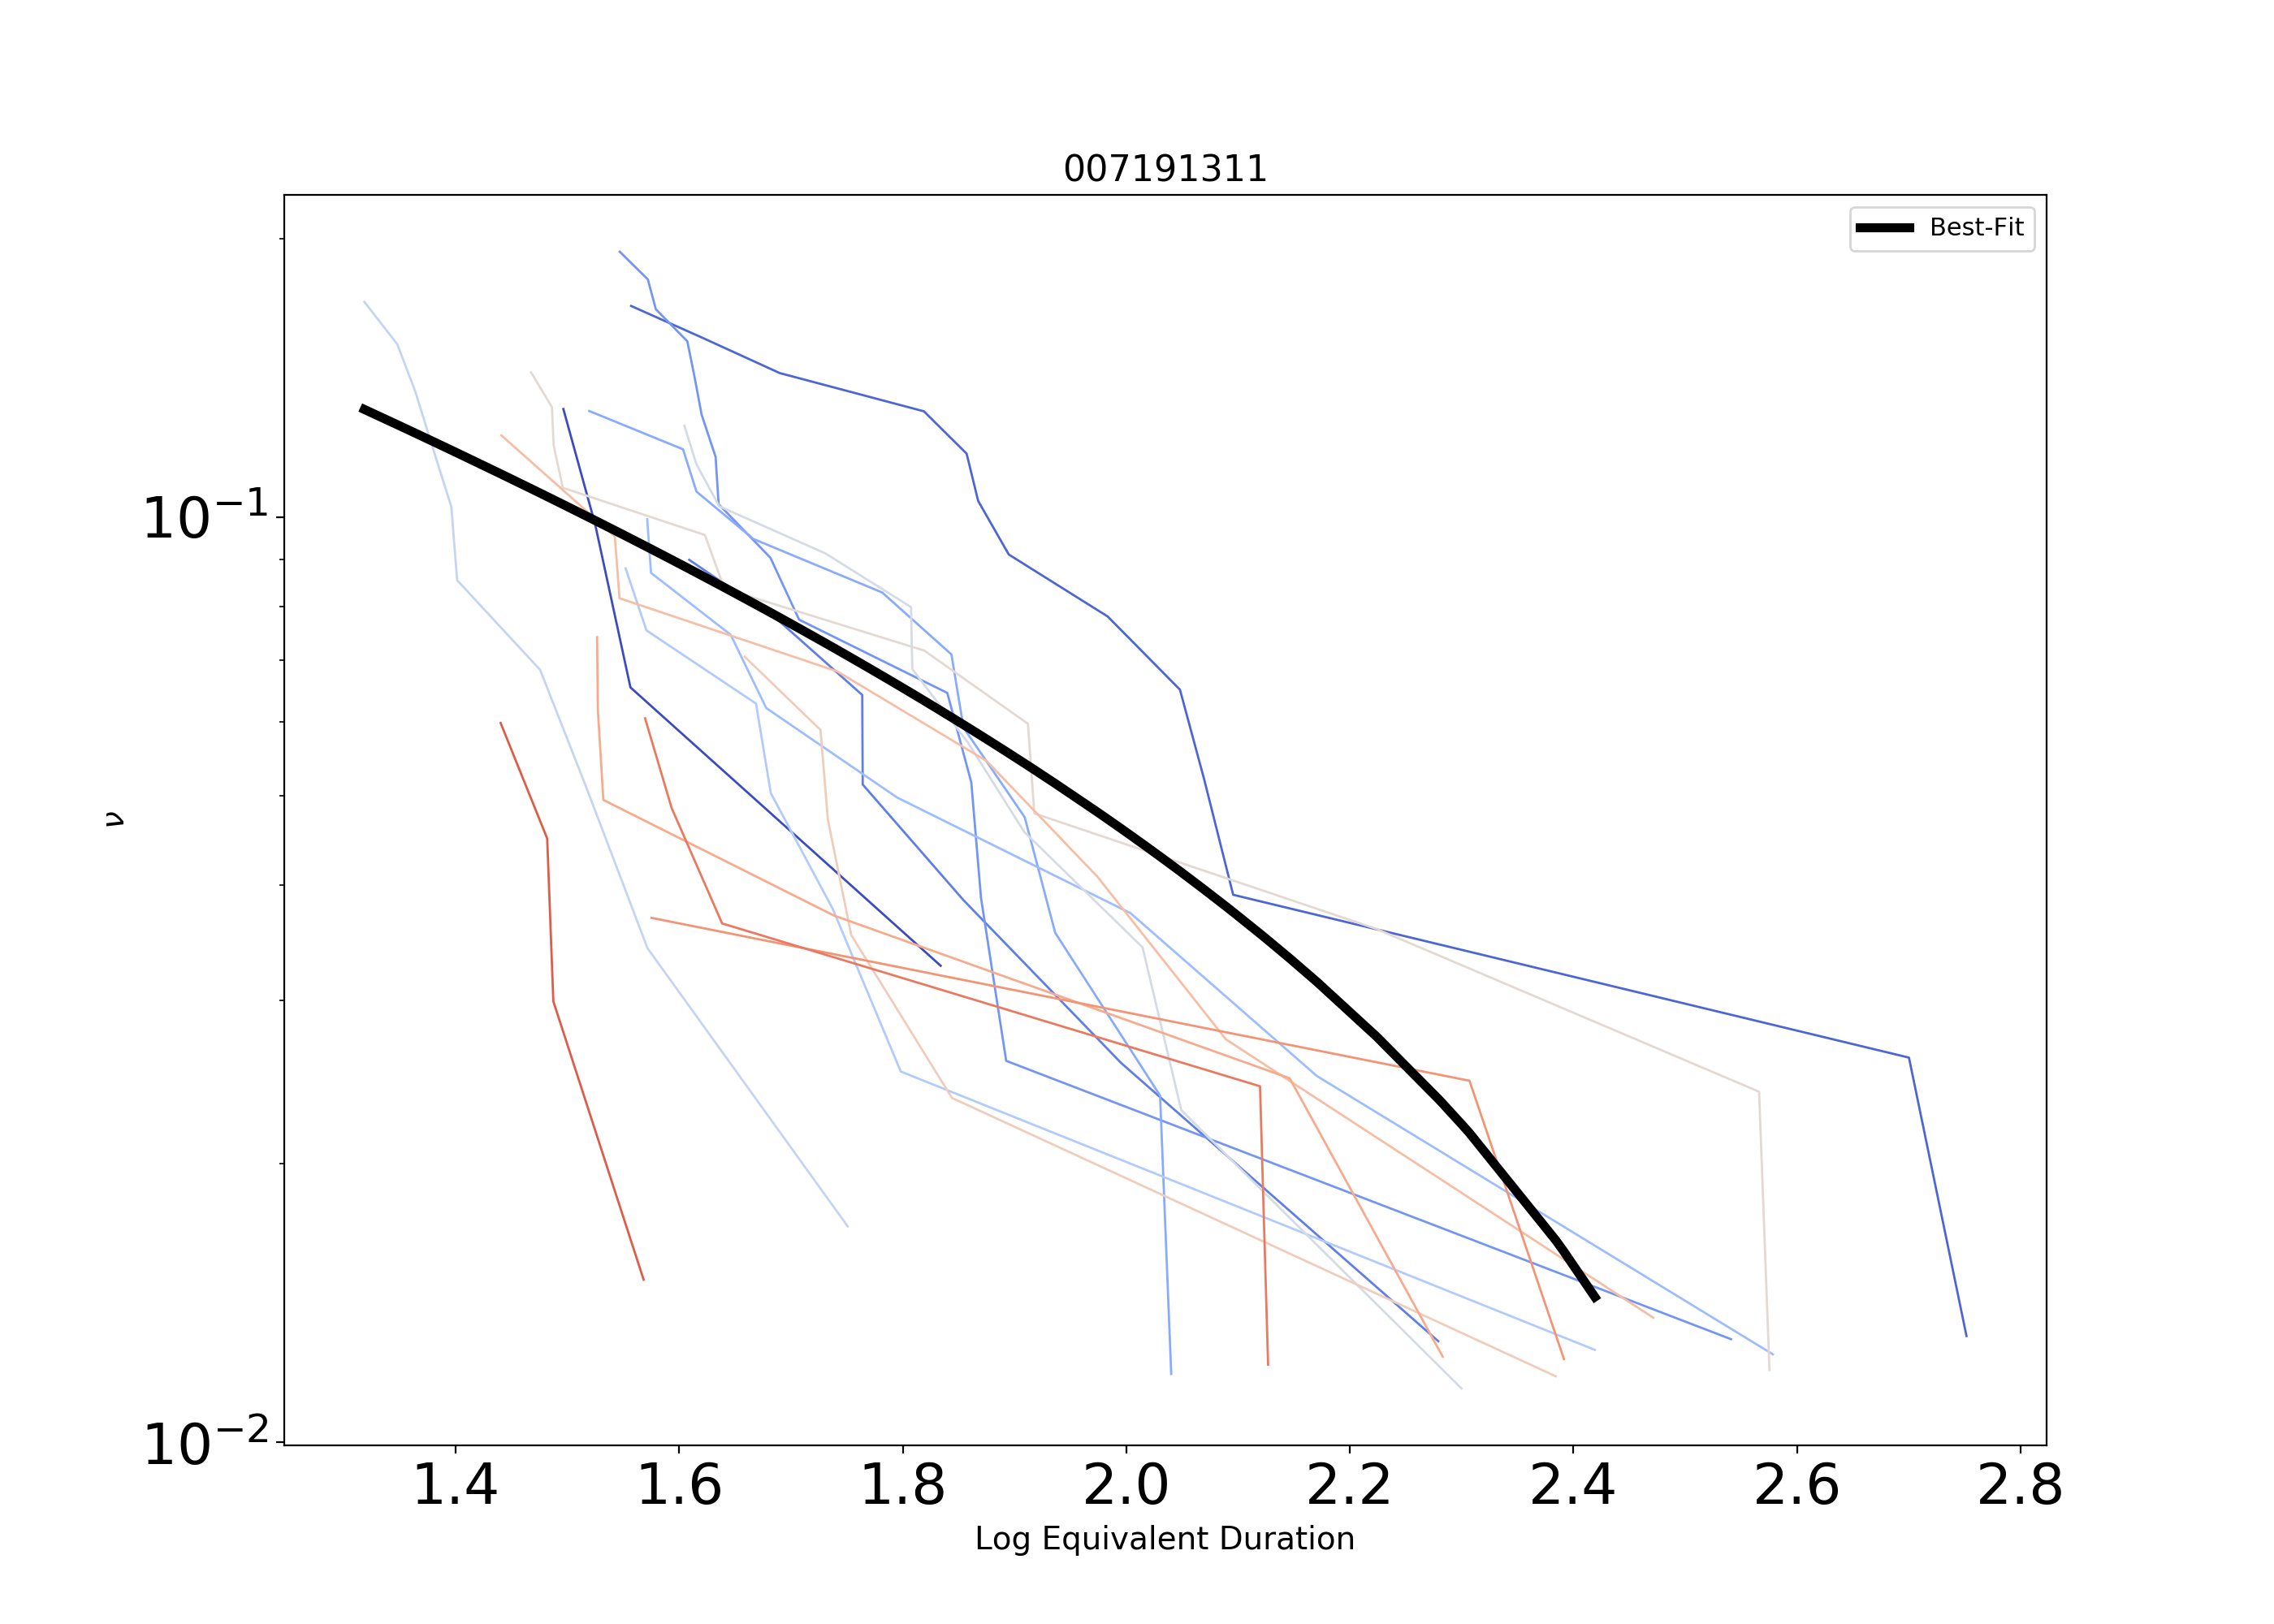 007191311
Best-Fit
10⁻¹
ν
10⁻²
1.4 1.6 1.8 2.0 2.2 2.4 2.6 2.8
Log Equivalent Duration